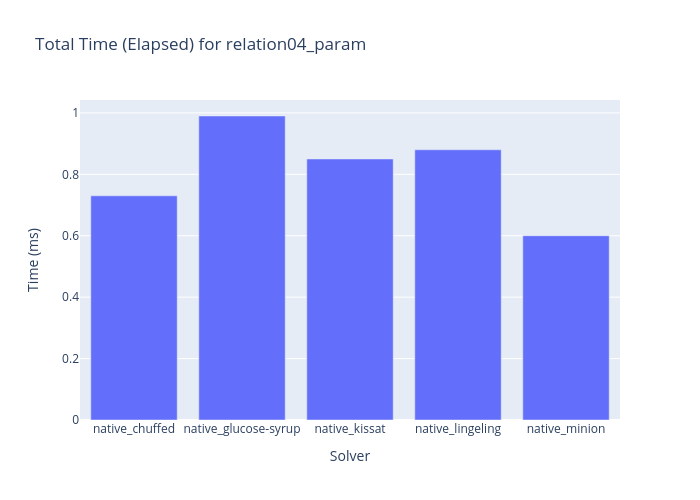 Total Time (Elapsed) for relation04_param
1
0.8
0.6
0.4
0.2
0
Time (ms)
native_chuffed native_glucose-syrup native_kissat native_lingeling native_minion
Solver